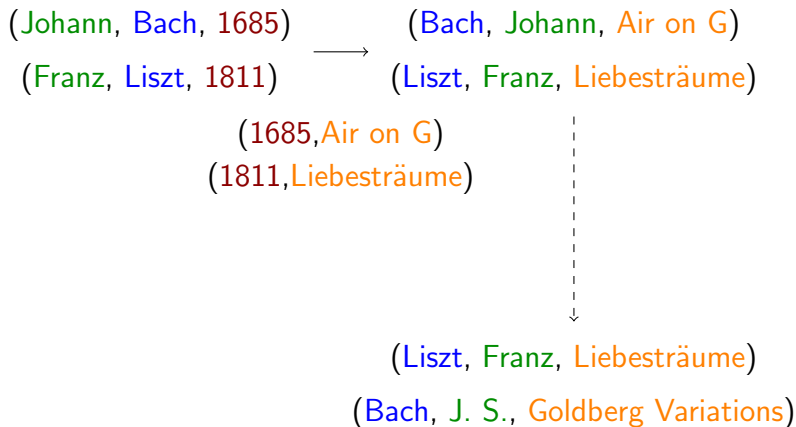 (Johann, Bach, 1685)
(Franz, Liszt, 1811)
(Bach, Johann, Air on G)
(Liszt, Franz, Liebesträume)
(1685,Air on G)
(1811,Liebesträume)
(Liszt, Franz, Liebesträume)
(Bach, J. S., Goldberg Variations)